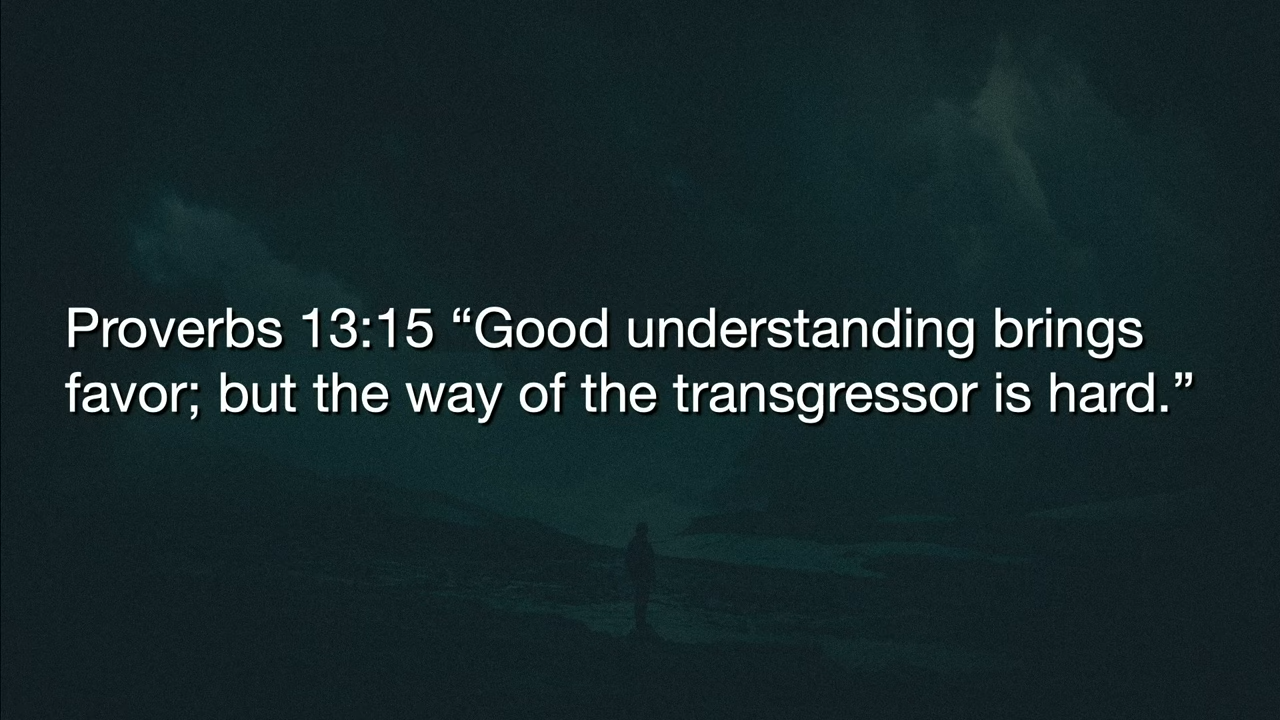 Proverbs 13:15 “Good understanding brings
favor; but the way of the transgressor is hard.”